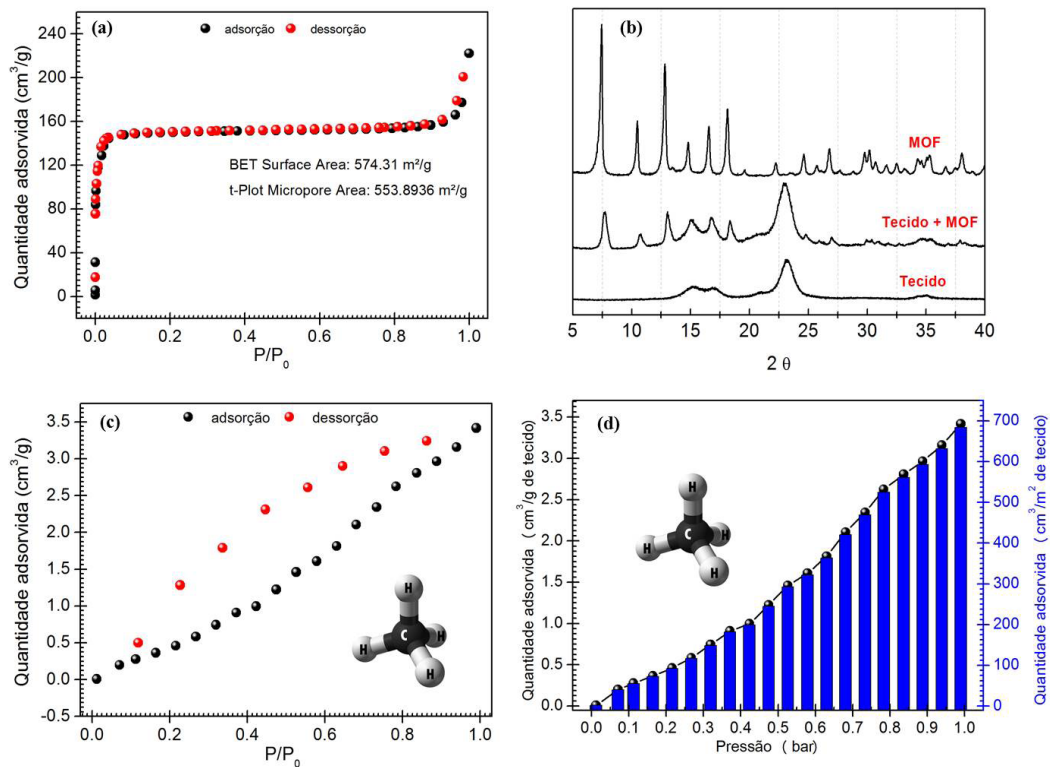 (a)
adsorção
dessorção
Quantidade adsorvida (cm³/g)
240
200
160
120
80
40
0
BET Surface Area: 574.31 m²/g
t-Plot Micropore Area: 553.8936 m²/g
0.0 0.2 0.4 0.6 0.8 1.0
P/P₀
(b)
MOF
Tecido + MOF
Tecido
5 10 15 20 25 30 35 40
2 θ
(c)
adsorção
dessorção
Quantidade adsorvida (cm³/g)
3.5
3.0
2.5
2.0
1.5
1.0
0.5
0.0
-0.5
H
C
H
H
H
0.0 0.2 0.4 0.6 0.8 1.0
P/P₀
(d)
Quantidade adsorvida ( cm³/g de tecido)
3.5
3.0
2.5
2.0
1.5
1.0
0.5
0.0
H
C
H
H
H
700
600
500
400
300
200
100
0
Quantidade adsorvida ( cm³/m² de tecido)
0.0 0.1 0.2 0.3 0.4 0.5 0.6 0.7 0.8 0.9 1.0
Pressão ( bar)